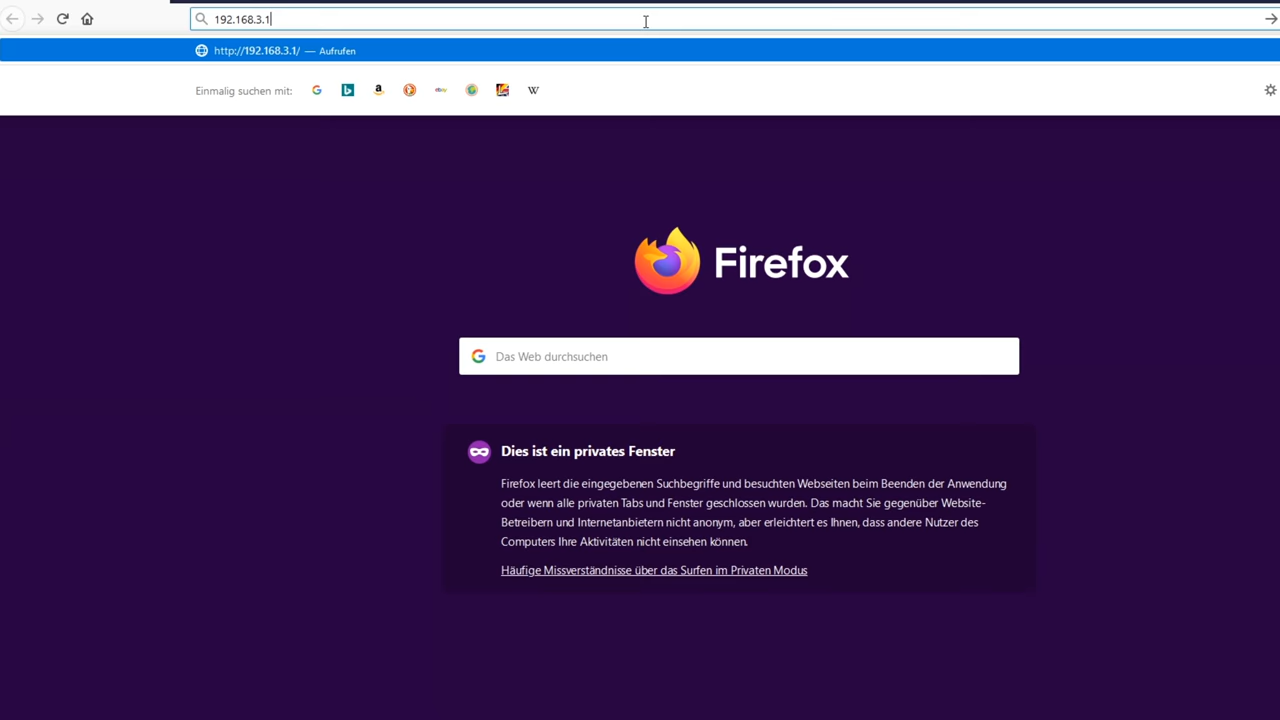 192.168.3.1
http://192.168.3.1/ — Aufrufen
Einmalig suchen mit:
Firefox
Das Web durchsuchen
Dies ist ein privates Fenster
Firefox leert die eingegebenen Suchbegriffe und besuchten Webseiten beim Beenden der Anwendung
oder wenn alle privaten Tabs und Fenster geschlossen wurden. Das macht Sie gegenüber Website-
Betreibern und Internetanbietern nicht anonym, aber erleichtert es Ihnen, dass andere Nutzer des
Computers Ihre Aktivitäten nicht einsehen können.
Häufige Missverständnisse über das Surfen im Privaten Modus